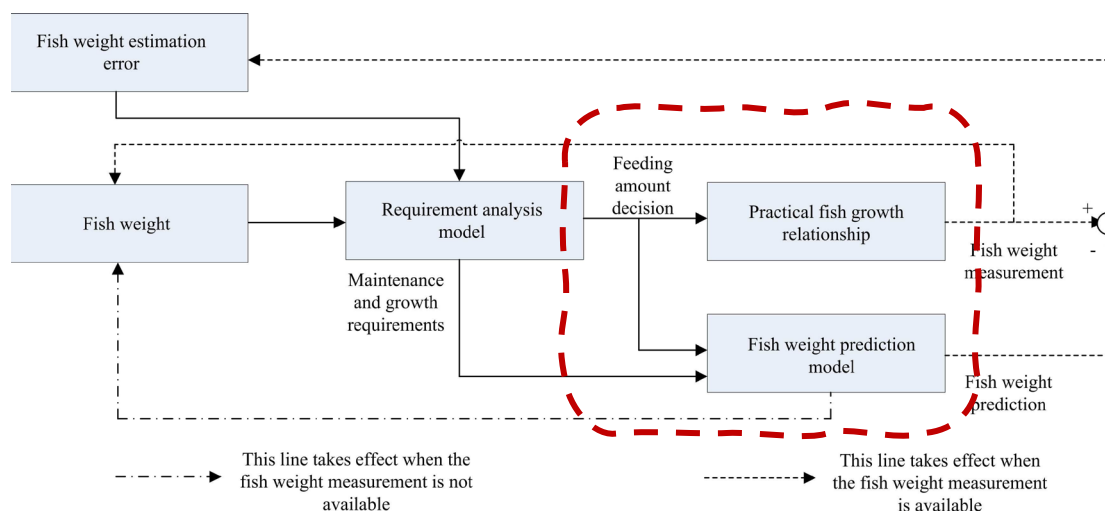 Fish weight estimation
error
Feeding
amount
decision
Fish weight
Requirement analysis
model
Practical fish growth
relationship
+
-
Fish weight
measurement
Maintenance
and growth
requirements
Fish weight prediction
model
Fish weight
prediction
This line takes effect when the
fish weight measurement is not
available
This line takes effect when
the fish weight measurement
is available